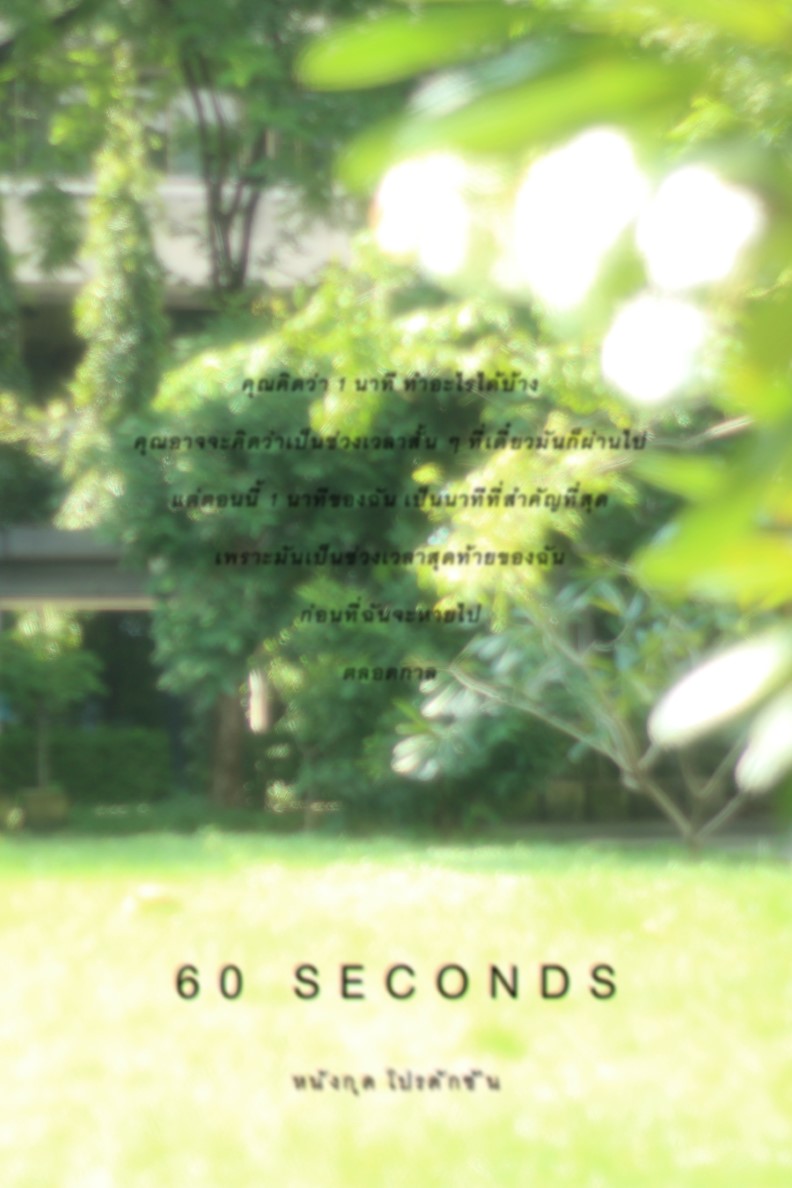 คุณคิดว่า 1 นาที ทำอะไรได้บ้าง
คุณอาจจะคิดว่าเป็นช่วงเวลาสั้น ๆ ที่เดี๋ยวมันก็ผ่านไป
แต่ตอนนี้ 1 นาทีของฉัน เป็นนาทีที่สำคัญที่สุด
เพราะมันเป็นช่วงเวลาสุดท้ายของฉัน
ก่อนที่ฉันจะหายไป
ตลอดกาล
60 SECONDS
หนังกุด โปรดักชัน